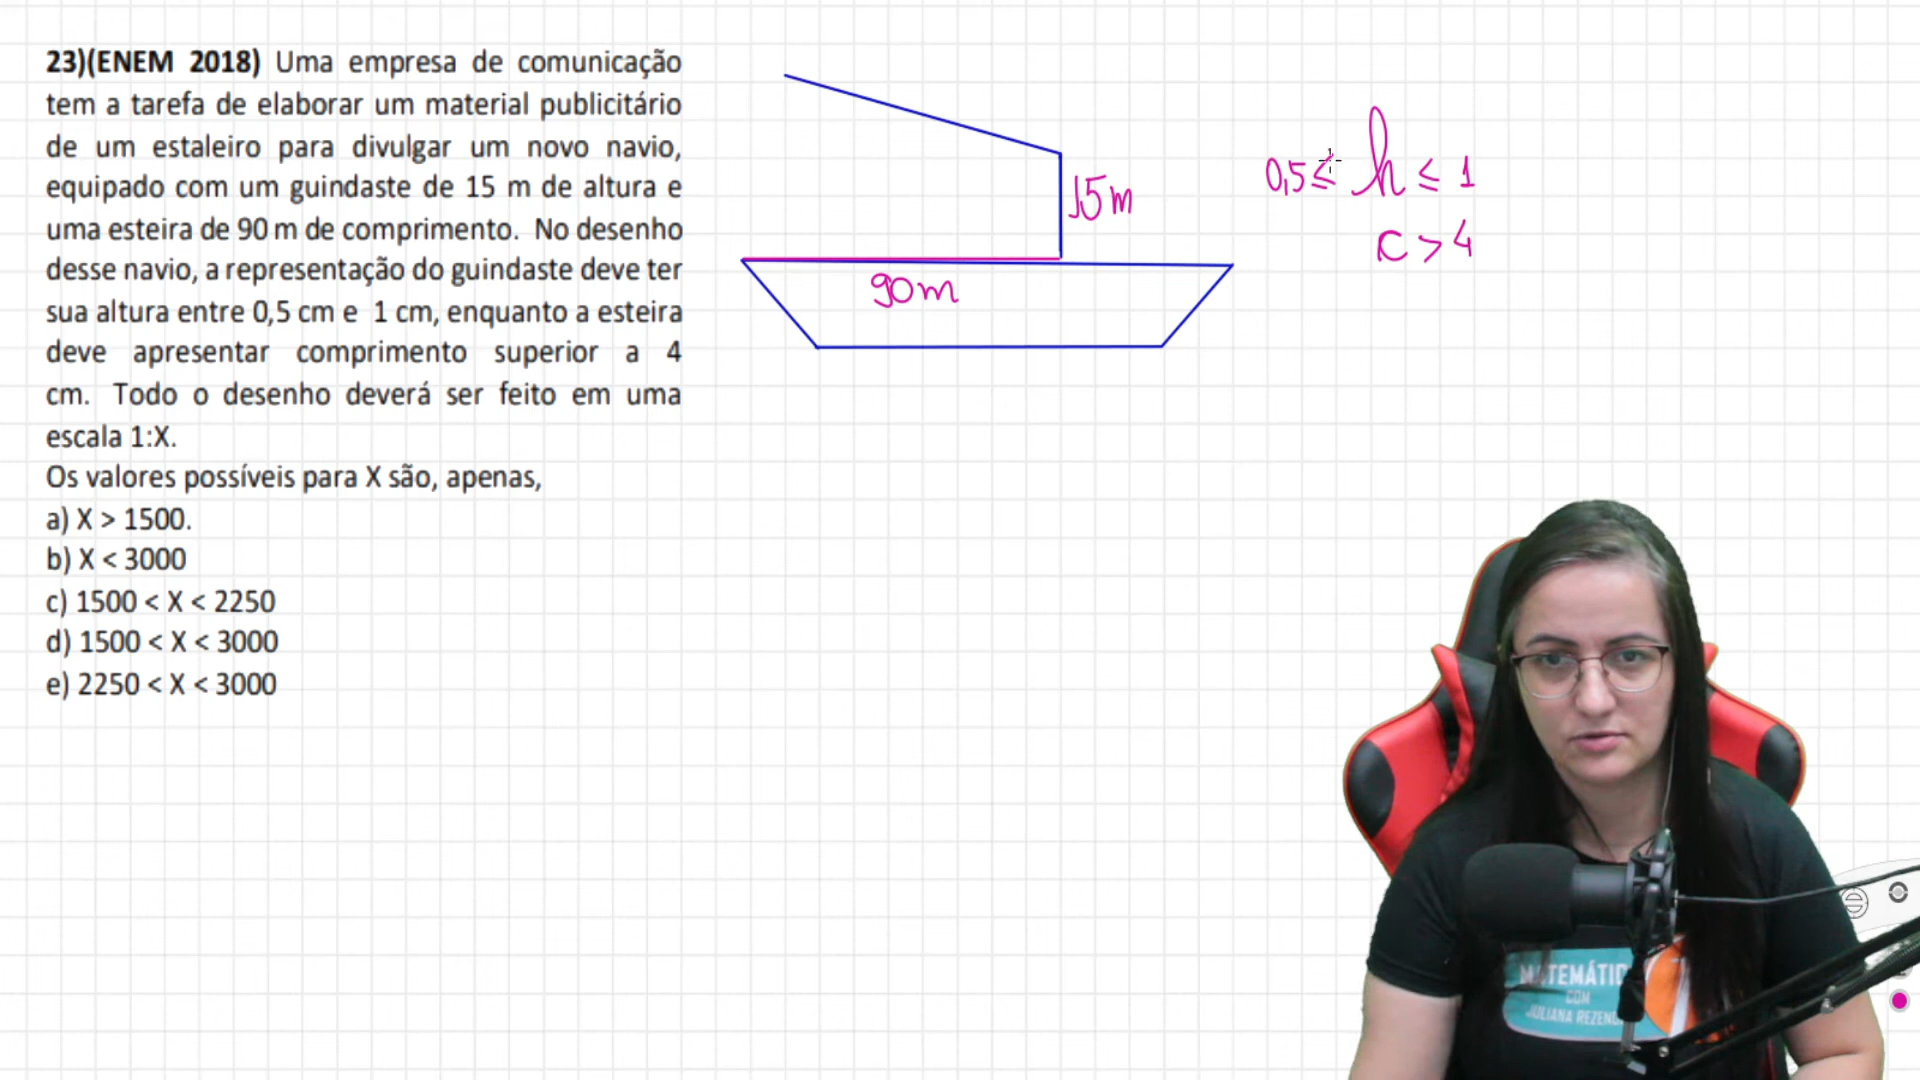 23)(ENEM 2018) Uma empresa de comunicação
tem a tarefa de elaborar um material publicitário
de um estaleiro para divulgar um novo navio,
equipado com um guindaste de 15 m de altura e
uma esteira de 90 m de comprimento. No desenho
desse navio, a representação do guindaste deve ter
sua altura entre 0,5 cm e 1 cm, enquanto a esteira
deve apresentar comprimento superior a 4
cm. Todo o desenho deverá ser feito em uma
escala 1:X.
Os valores possíveis para X são, apenas,
a) X > 1500.
b) X < 3000
c) 1500 < X < 2250
d) 1500 < X < 3000
e) 2250 < X < 3000
15m
90m
0,5 ≤ h ≤ 1
c > 4
COM
JULIANA